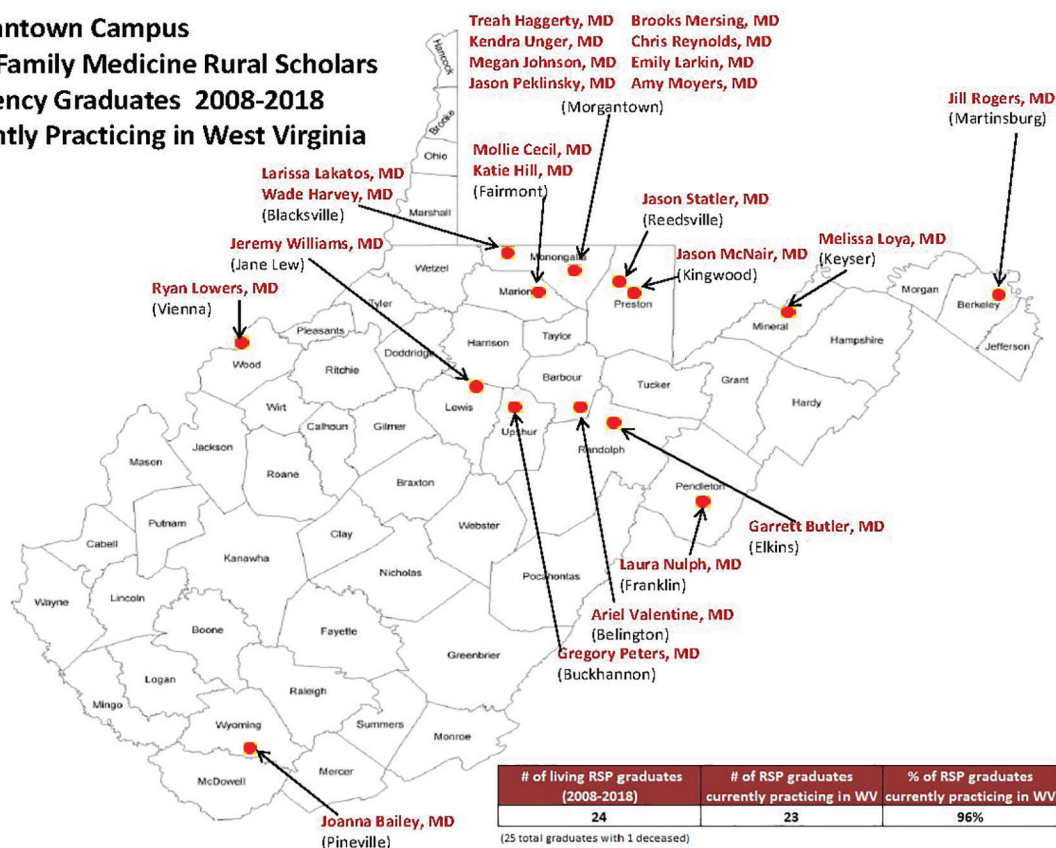 antown Campus
Family Medicine Rural Scholars
ency Graduates 2008-2018
ntly Practicing in West Virginia
Treah Haggerty, MD Brooks Mersing, MD
Kendra Unger, MD Chris Reynolds, MD
Megan Johnson, MD Emily Larkin, MD
Jason Peklinsky, MD Amy Moyers, MD
(Morgantown)
Jill Rogers, MD
(Martinsburg)
Mollie Cecil, MD
Katie Hill, MD
(Fairmont)
Larissa Lakatos, MD
Wade Harvey, MD
(Blacksville)
Jason Statler, MD
(Reedsville)
Jeremy Williams, MD
(Jane Lew)
Jason McNair, MD
(Kingwood)
Melissa Loya, MD
(Keyser)
Ryan Lowers, MD
(Vienna)
Hancock
Brooke
Ohio
Marshall
Wetzel
Monongalia
Marion
Preston
Morgan
Berkeley
Jefferson
Mineral
Hampshire
Tyler
Pleasants
Doddridge
Harrison
Taylor
Wood
Ritchie
Barbour
Tucker
Grant
Hardy
Wirt
Calhoun
Gilmer
Lewis
Upshur
Randolph
Jackson
Mason
Roane
Braxton
Pendleton
Putnam
Clay
Webster
Cabell
Kanawha
Nicholas
Pocahontas
Wayne
Lincoln
Boone
Fayette
Greenbrier
Logan
Raleigh
Mingo
Wyoming
Summers
Monroe
McDowell
Mercer
Garrett Butler, MD
(Elkins)
Laura Nulph, MD
(Franklin)
Ariel Valentine, MD
(Belington)
Gregory Peters, MD
(Buckhannon)
Joanna Bailey, MD
(Pineville)
# of living RSP graduates (2008-2018) # of RSP graduates currently practicing in WV % of RSP graduates currently practicing in WV
24 23 96%
(25 total graduates with 1 deceased)